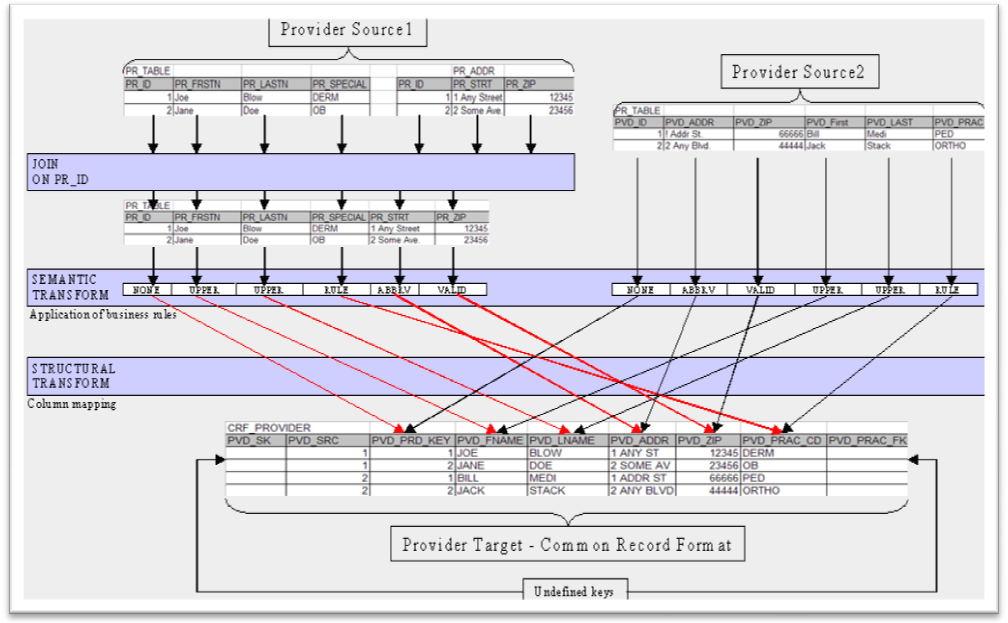 Provider Source1
PR_TABLE PR_ADDR
PR_ID PR_FRSTN PR_LASTN PR_SPECIAL PR_ID PR_STRT PR_ZIP
1 Joe Blow DERM 1 1 Any Street 12345
2 Jane Doe OB 2 2 Some Ave. 23456
Provider Source2
PR_TABLE
PVD_ID PVD_ADDR PVD_ZIP PVD_First PVD_LAST PVD_PRAC
1 ! Addr St. 66666 Bill Medi PED
2 2 Any Blvd. 44444 Jack Stack ORTHO
JOIN
ON PR_ID
PR_TABLE
PR_ID PR_FRSTN PR_LASTN PR_SPECIAL PR_STRT PR_ZIP
1 Joe Blow DERM 1 Any Street 12345
2 Jane Doe OB 2 Some Ave. 23456
SEMANTIC
TRANSFORM
NONE UPPER UPPER RULE ABBRV VALID
NONE ABBRV VALID UPPER UPPER RULE
Application of business rules
STRUCTURAL
TRANSFORM
Column mapping
CRF_PROVIDER
PVD_SK PVD_SRC PVD_PRD_KEY PVD_FNAME PVD_LNAME PVD_ADDR PVD_ZIP PVD_PRAC_CD PVD_PRAC_FK
1 1 JOE BLOW 1 ANY ST 12345 DERM
1 2 JANE DOE 2 SOME AV 23456 OB
2 1 BILL MEDI 1 ADDR ST 66666 PED
2 2 JACK STACK 2 ANY BLVD 44444 ORTHO
Provider Target - Common Record Format
Undefined keys